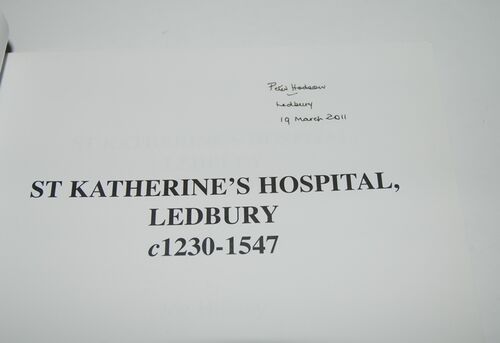 Peter Hodson
Ledbury
19 March 2011
ST KATHERINE'S HOSPITAL,
LEDBURY
c1230-1547